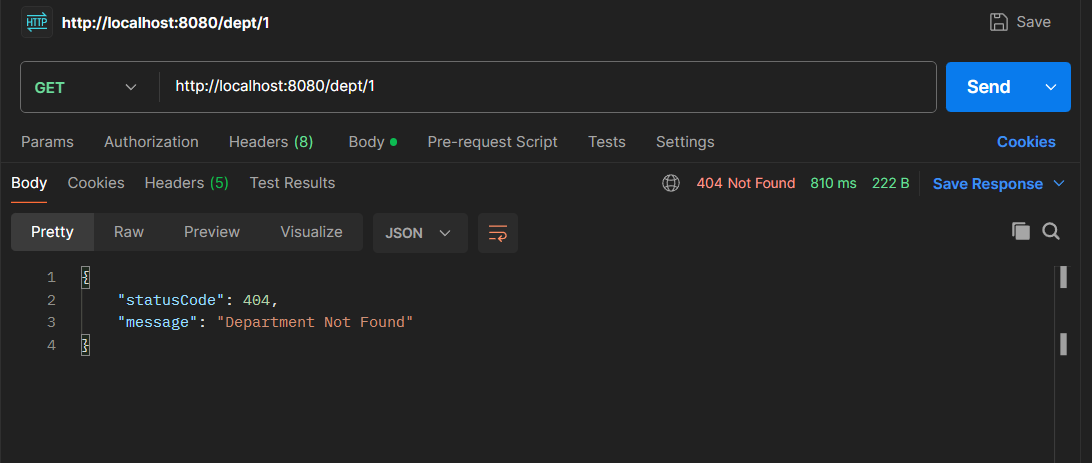 HTTP http://localhost:8080/dept/1 Save
GET http://localhost:8080/dept/1 Send
Params Authorization Headers (8) Body Pre-request Script Tests Settings Cookies
Body Cookies Headers (5) Test Results 404 Not Found 810 ms 222 B Save Response
Pretty Raw Preview Visualize JSON
1 {
2 "statusCode": 404,
3 "message": "Department Not Found"
4 }